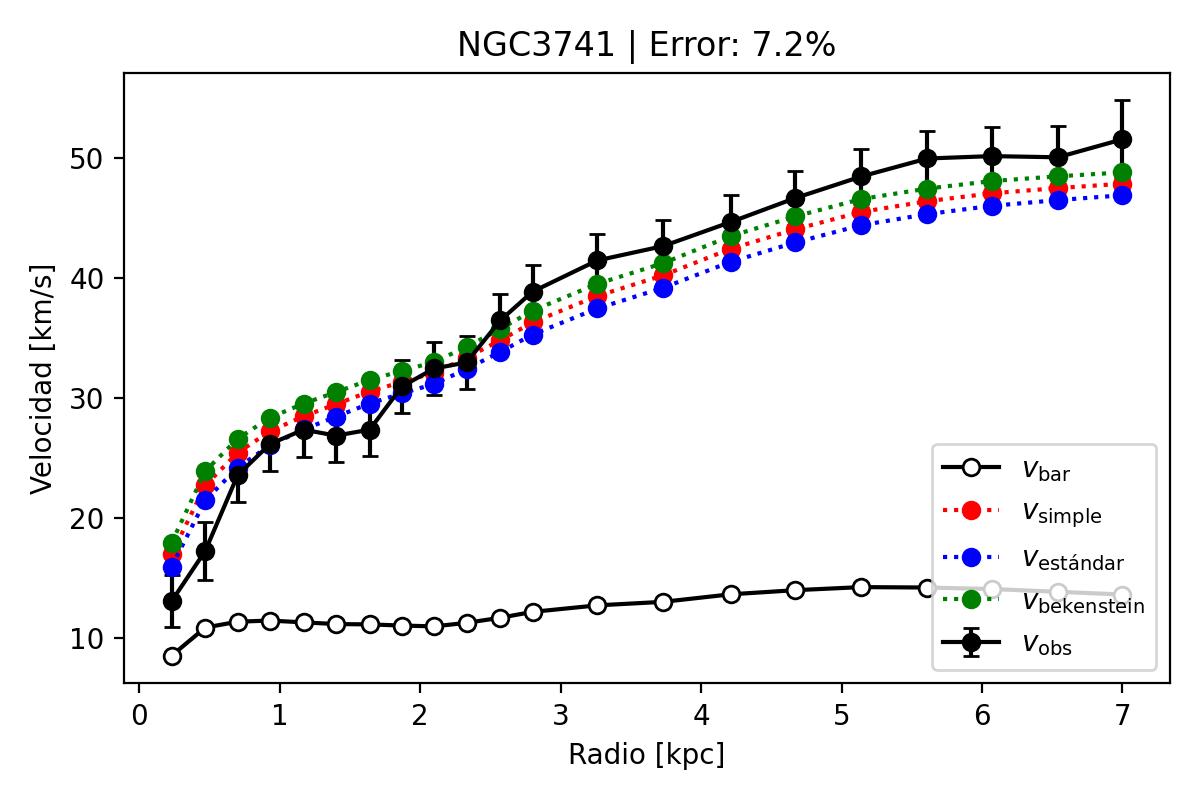 NGC3741 | Error: 7.2%
Velocidad [km/s]
50
40
30
20
10
v_bar
v_simple
v_estándar
v_bekenstein
v_obs
0 1 2 3 4 5 6 7
Radio [kpc]